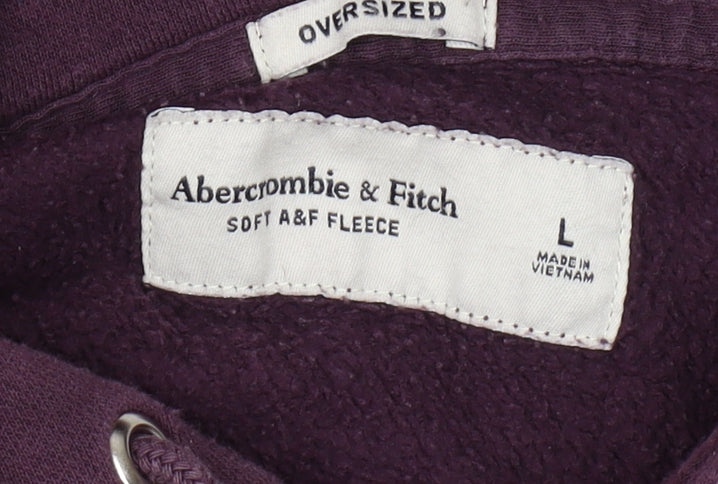 OVERSIZED
Abercrombie & Fitch
SOFT A&F FLEECE
L
MADE IN
VIETNAM